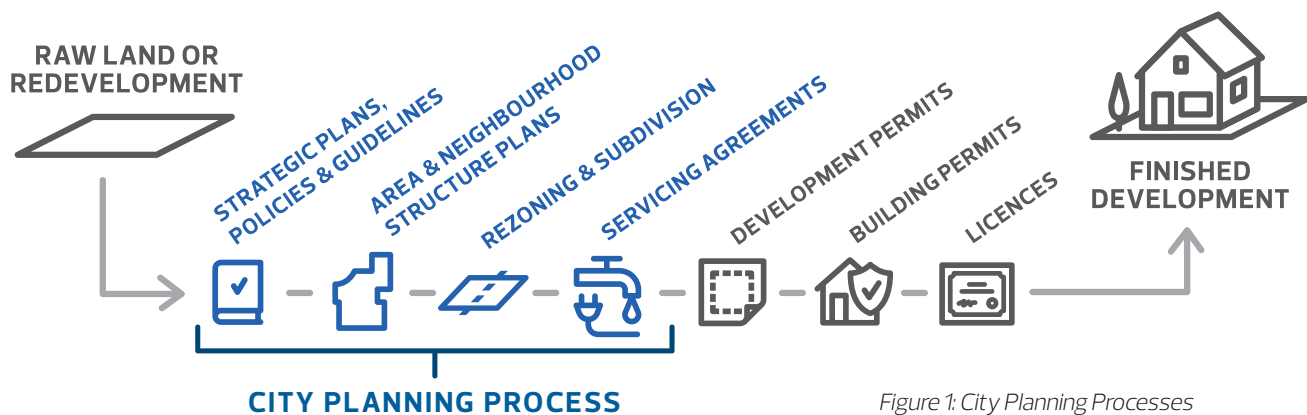 RAW LAND OR
REDEVELOPMENT
STRATEGIC PLANS,
POLICIES & GUIDELINES
AREA & NEIGHBOURHOOD
STRUCTURE PLANS
REZONING & SUBDIVISION
SERVICING AGREEMENTS
DEVELOPMENT PERMITS
BUILDING PERMITS
LICENCES
FINISHED
DEVELOPMENT
CITY PLANNING PROCESS
Figure 1: City Planning Processes